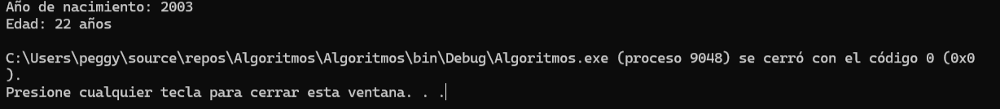 Año de nacimiento: 2003
Edad: 22 años
C:\Users\peggy\source\repos\Algoritmos\Algoritmos\bin\Debug\Algoritmos.exe (proceso 9048) se cerró con el código 0 (0x0
).
Presione cualquier tecla para cerrar esta ventana. . .